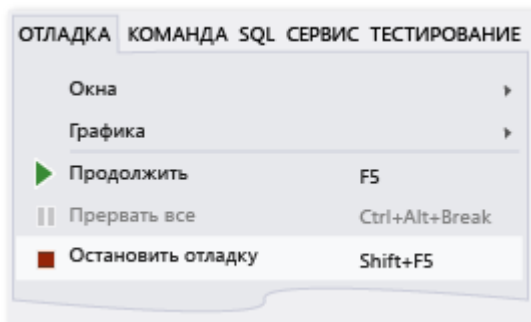 ОТЛАДКА КОМАНДА SQL СЕРВИС ТЕСТИРОВАНИЕ
Окна
Графика
Продолжить F5
Прервать все Ctrl+Alt+Break
Остановить отладку Shift+F5